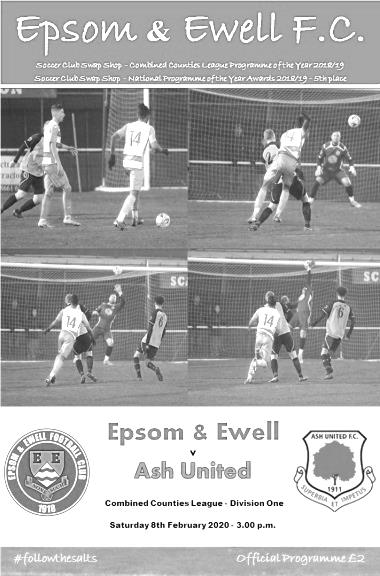 Epsom & Ewell F.C.
Soccer Club Swap Shop - Combined Counties League Programme of the Year 2018/19
Soccer Club Swap Shop - National Programme of the Year Awards 2018/19 - 5th place
14
14
6
14
6
SC
Epsom & Ewell
v
Ash United
EPSOM & EWELL FOOTBALL CLUB
E E
1918
ASH UNITED F.C.
1911
SUPERBIA ET IMPETUS
Combined Counties League - Division One
Saturday 8th February 2020 - 3.00 p.m.
#followthesalts
Official Programme £2